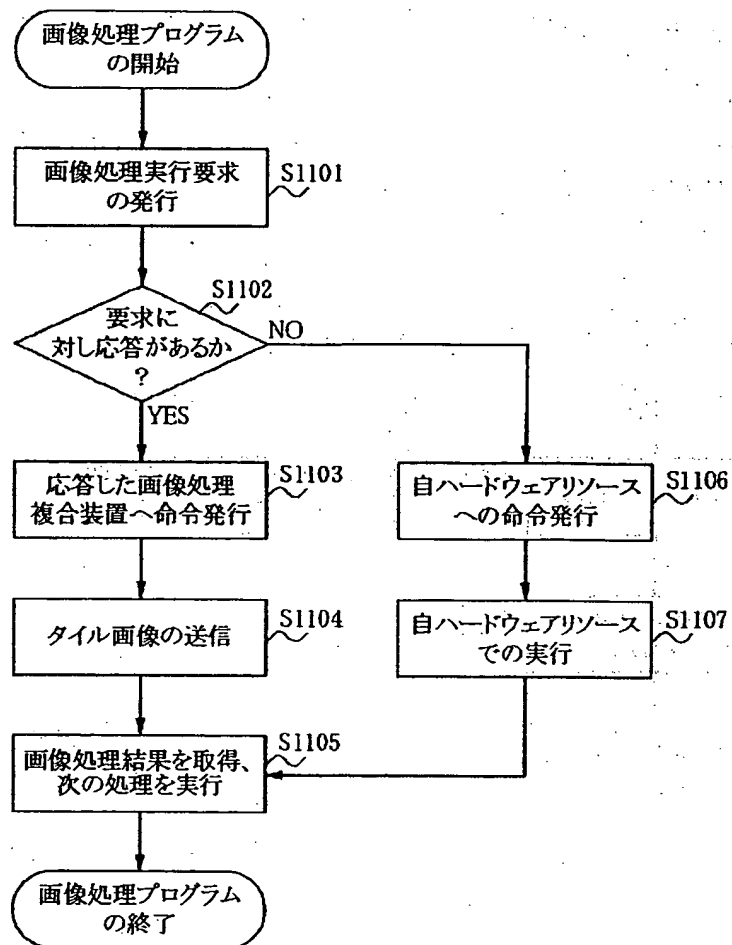 画像処理プログラム
の開始
画像処理実行要求
の発行
S1101
S1102
要求に
対し応答があるか
?
NO
YES
応答した画像処理
複合装置へ命令発行
S1103
自ハードウェアリソース
への命令発行
S1106
タイル画像の送信
S1104
自ハードウェアリソース
での実行
S1107
画像処理結果を取得、
次の処理を実行
S1105
画像処理プログラム
の終了